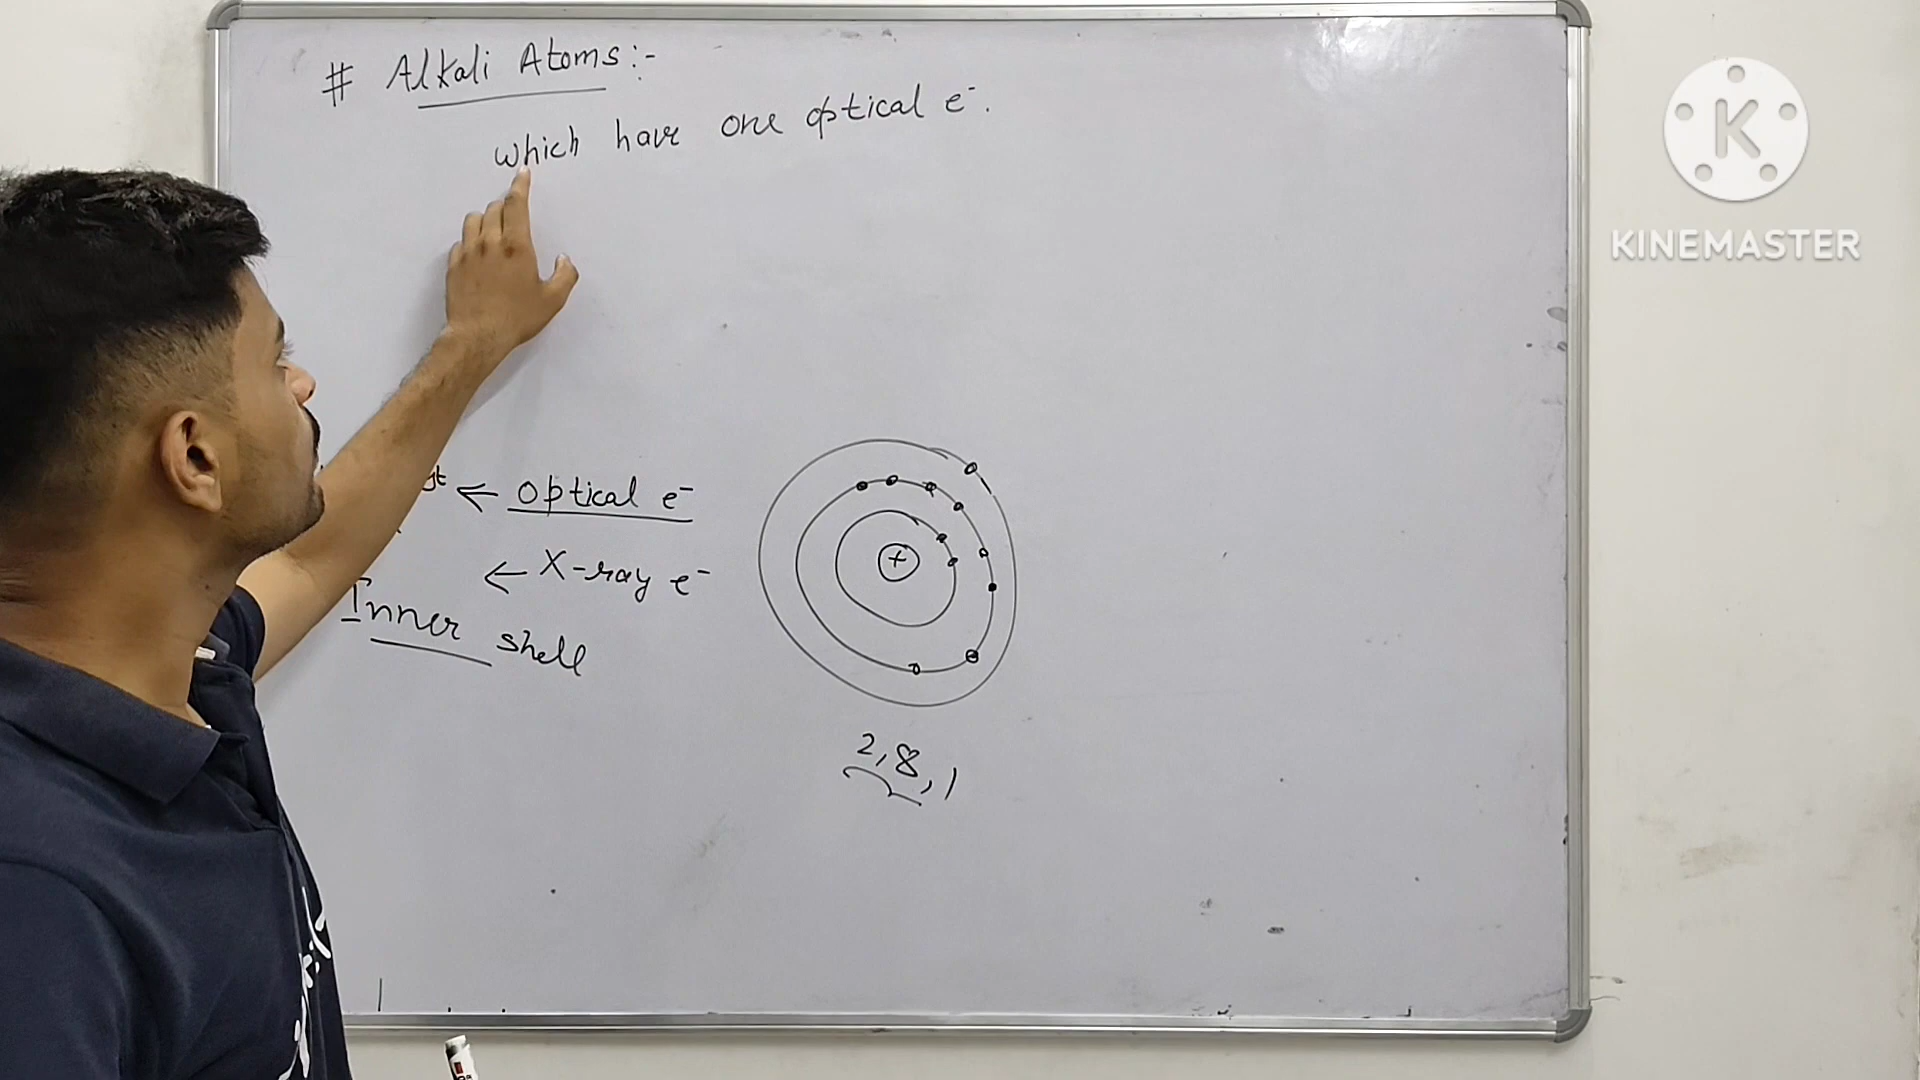 # Alkali Atoms:-
which have one optical e⁻.
← optical e⁻
← X-ray e⁻
Inner shell
+
2, 8, 1
K
KINEMASTER